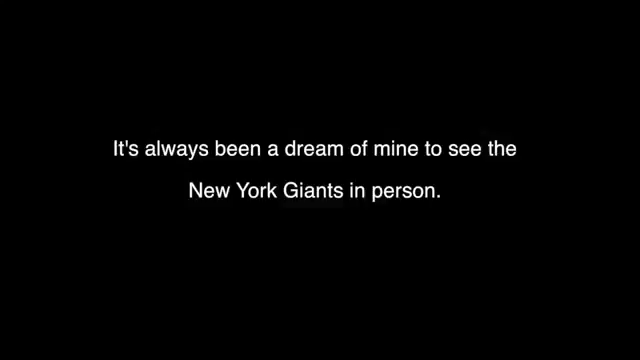 It's always been a dream of mine to see the
New York Giants in person.